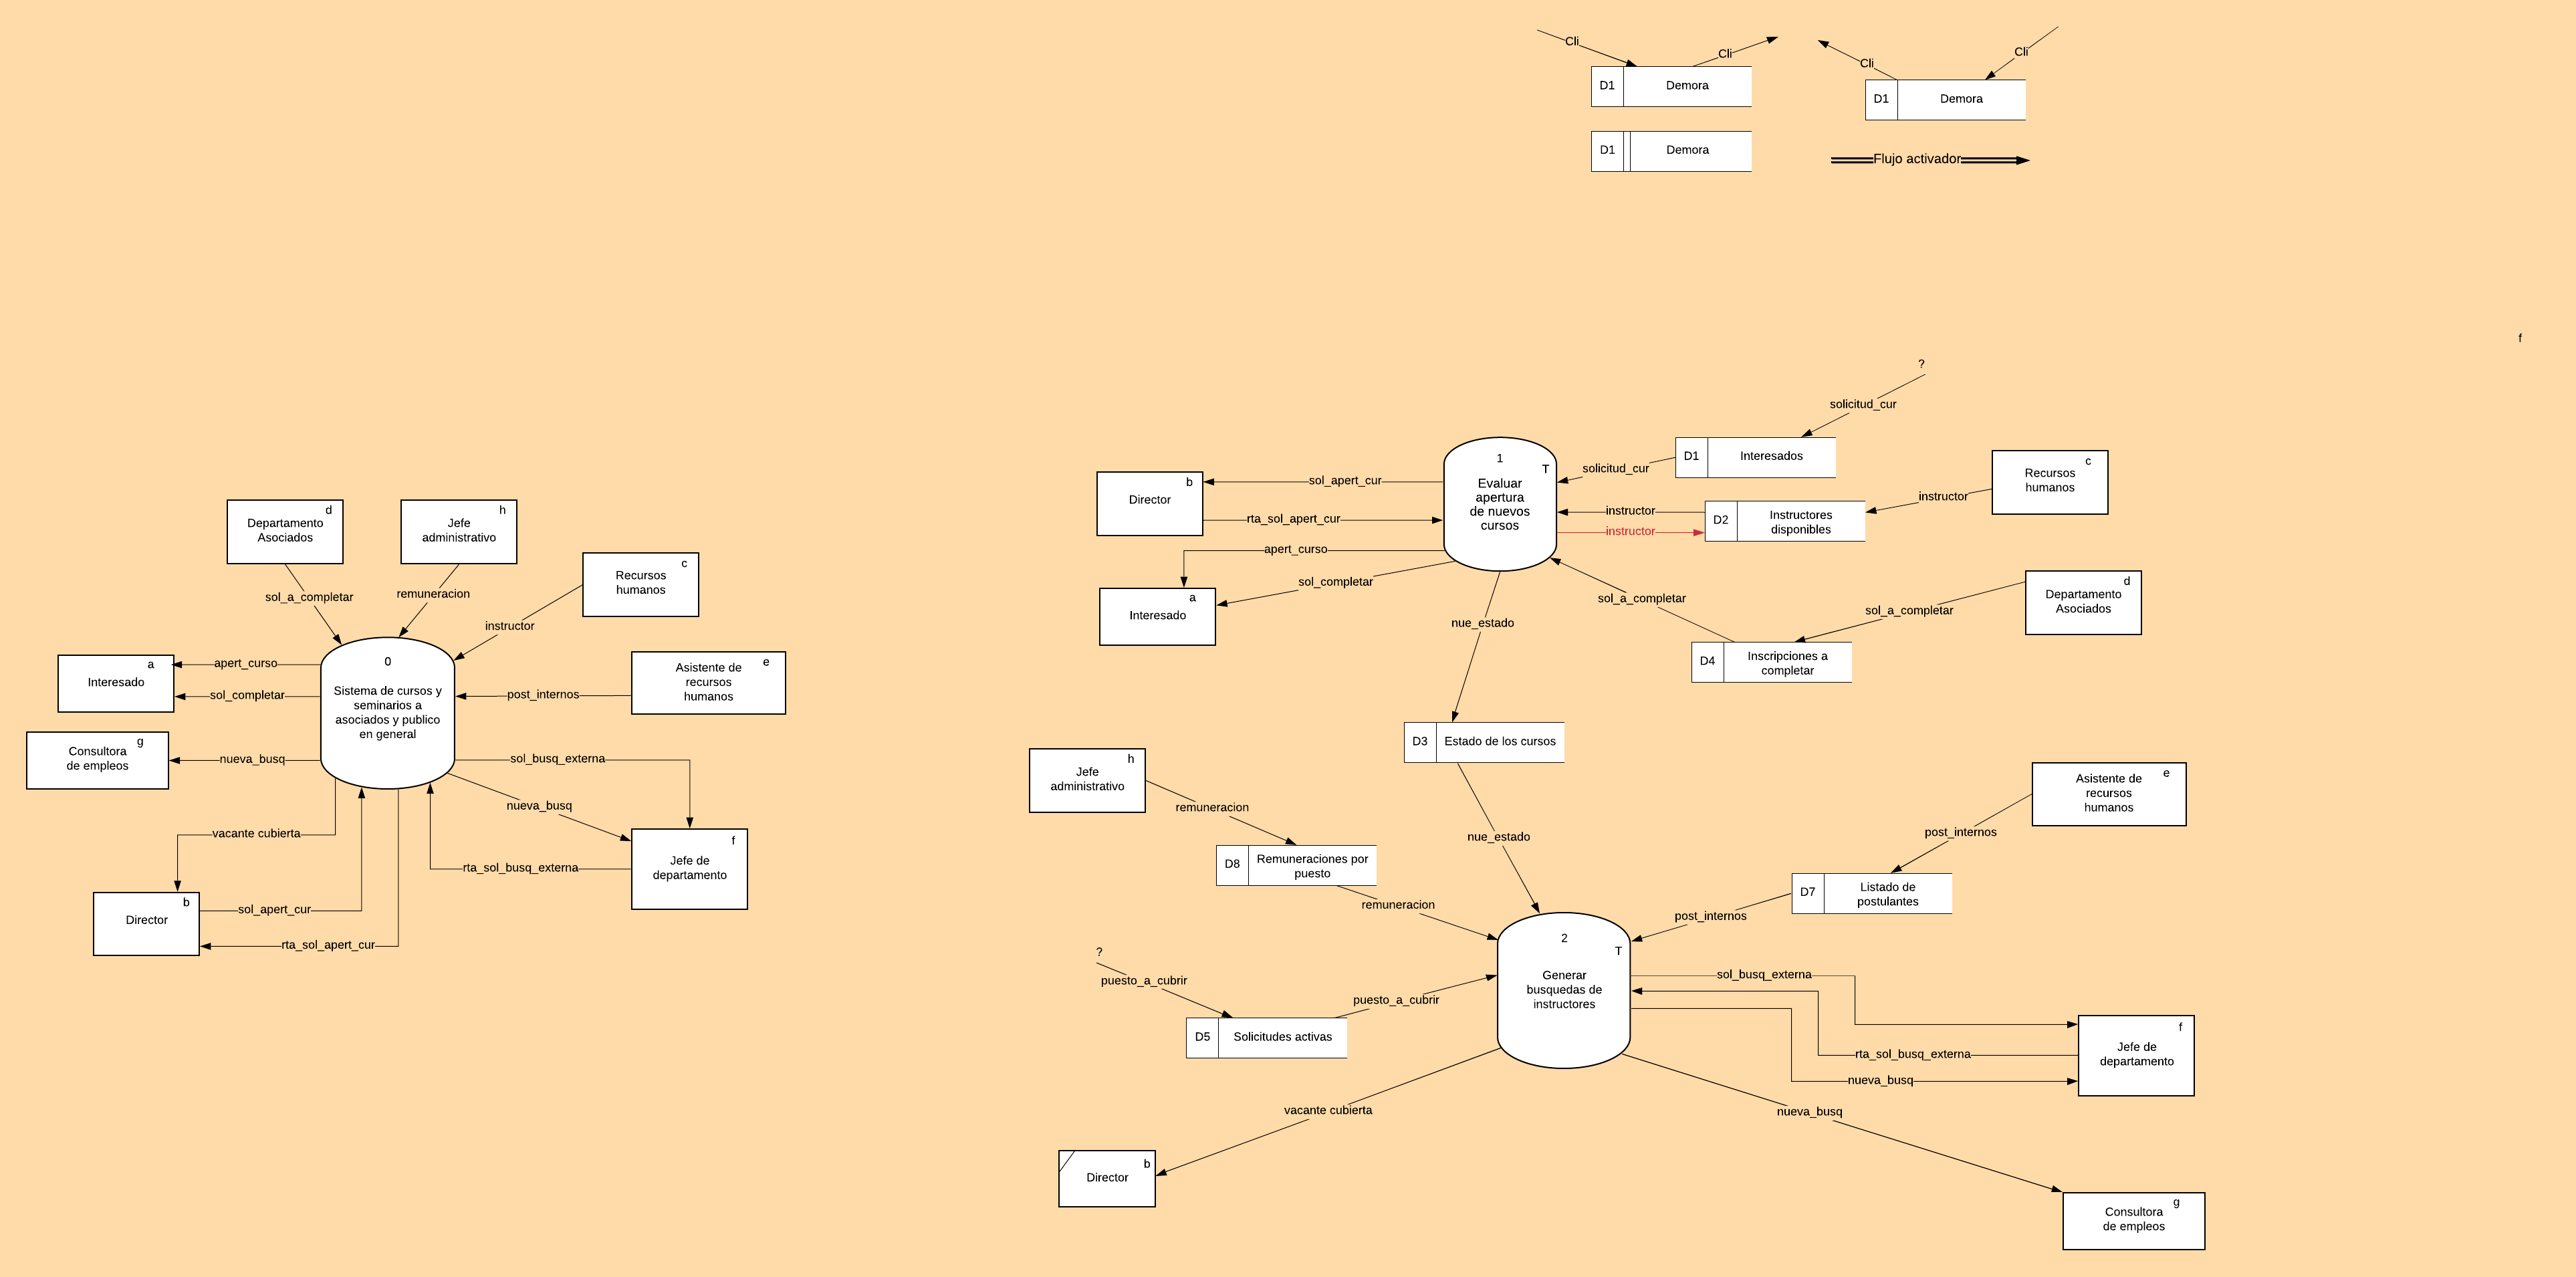 Cli
Cli
D1
Demora
D1
Demora
Cli
Cli
D1
Demora
Flujo activador
f
d
Departamento
Asociados
h
Jefe
administrativo
c
Recursos
humanos
sol_a_completar
remuneracion
instructor
a
Interesado
apert_curso
sol_completar
0
Sistema de cursos y
seminarios a
asociados y publico
en general
post_internos
e
Asistente de
recursos
humanos
g
Consultora
de empleos
nueva_busq
sol_busq_externa
nueva_busq
vacante cubierta
f
Jefe de
departamento
rta_sol_busq_externa
b
Director
sol_apert_cur
rta_sol_apert_cur
?
solicitud_cur
D1
Interesados
solicitud_cur
1
T
Evaluar
apertura
de nuevos
cursos
b
Director
sol_apert_cur
rta_sol_apert_cur
apert_curso
sol_completar
a
Interesado
c
Recursos
humanos
instructor
instructor
instructor
D2
Instructores
disponibles
d
Departamento
Asociados
sol_a_completar
sol_a_completar
D4
Inscripciones a
completar
nue_estado
D3
Estado de los cursos
nue_estado
h
Jefe
administrativo
remuneracion
D8
Remuneraciones por
puesto
remuneracion
e
Asistente de
recursos
humanos
post_internos
D7
Listado de
postulantes
post_internos
?
puesto_a_cubrir
puesto_a_cubrir
D5
Solicitudes activas
2
T
Generar
busquedas de
instructores
sol_busq_externa
rta_sol_busq_externa
nueva_busq
f
Jefe de
departamento
vacante cubierta
nueva_busq
b
Director
g
Consultora
de empleos